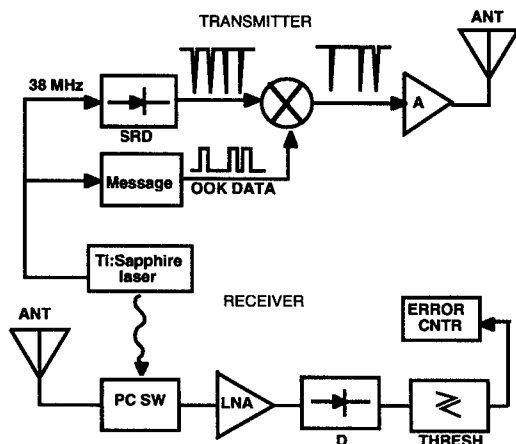 TRANSMITTER
ANT
38 MHz
SRD
A
Message
OOK DATA
Ti:Sapphire
laser
RECEIVER
ANT
ERROR
CNTR
PC SW
LNA
D
THRESH